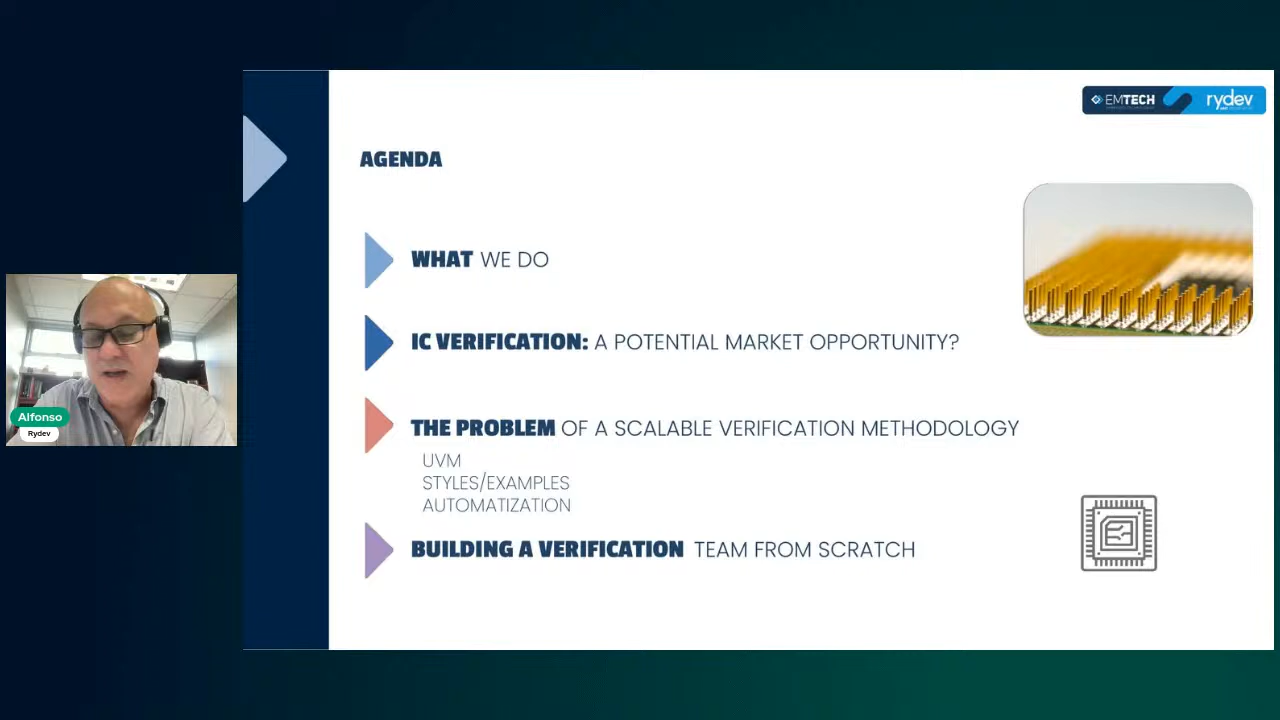 EMTECH
rydev
AGENDA
WHAT WE DO
IC VERIFICATION: A POTENTIAL MARKET OPPORTUNITY?
THE PROBLEM OF A SCALABLE VERIFICATION METHODOLOGY
UVM
STYLES/EXAMPLES
AUTOMATIZATION
BUILDING A VERIFICATION TEAM FROM SCRATCH
Alfonso
Rydev